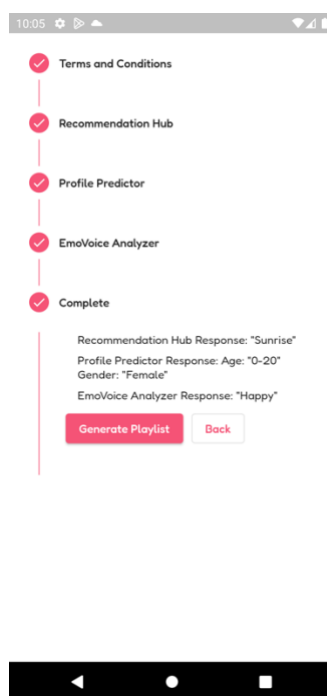 10:05
Terms and Conditions
Recommendation Hub
Profile Predictor
EmoVoice Analyzer
Complete
Recommendation Hub Response: "Sunrise"
Profile Predictor Response: Age: "0-20"
Gender: "Female"
EmoVoice Analyzer Response: "Happy"
Generate Playlist Back